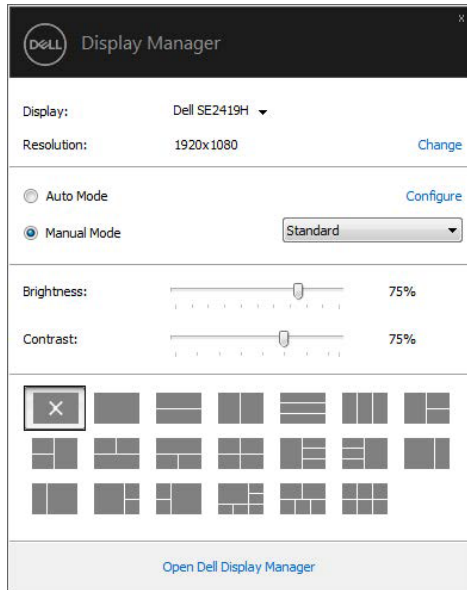 x
DELL Display Manager
Display: Dell SE2419H
Resolution: 1920x1080 Change
Auto Mode Configure
Manual Mode Standard
Brightness: 75%
Contrast: 75%
Open Dell Display Manager